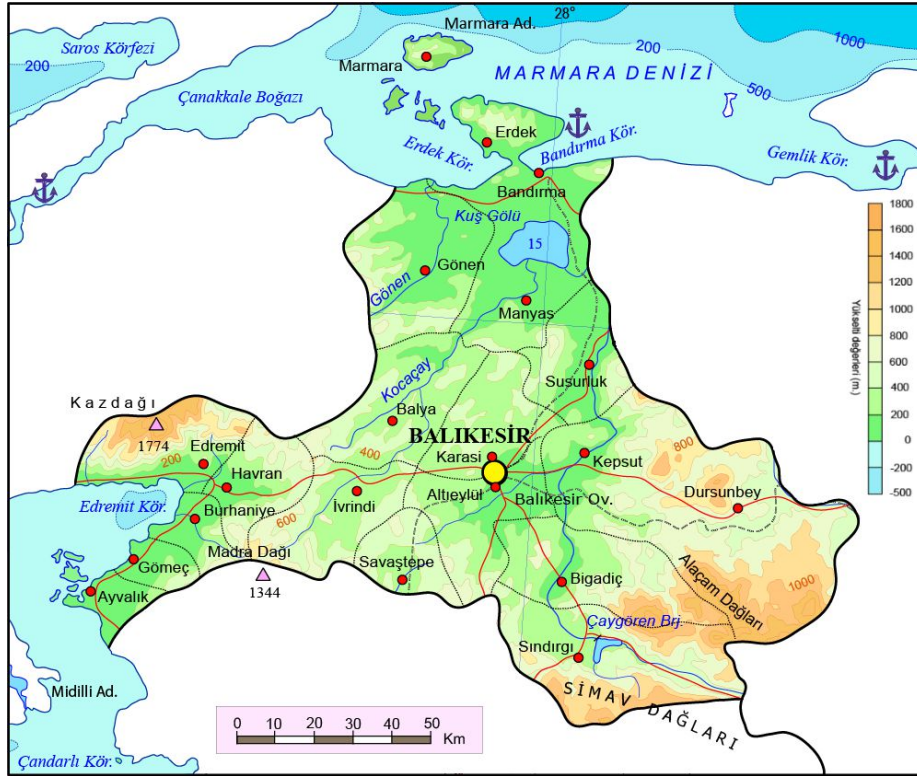 28°
Marmara Ad.
Saros Körfezi
200
1000
200
Marmara
MARMARA DENİZİ
500
Çanakkale Boğazı
Erdek
Bandırma Kör.
Erdek Kör.
Gemlik Kör.
Bandırma
Kuş Gölü
15
Gönen
Gönen
Manyas
1800
1600
1400
1200
1000
800
600
400
200
0
-200
-500
Yükselti değerleri (m.)
Susurluk
Kocaçay
Kazdağı
Balya
1774
BALIKESİR
Edremit
200
400
Karasi
Kepsut
800
Havran
Edremit Kör.
İvrindi
Altıeylül
Balıkesir Ov.
Dursunbey
Burhaniye
600
Madra Dağı
Gömeç
Savaştepe
1344
Ayvalık
Bigadiç
Alaçam Dağları
1000
Çaygören Brj.
Sındırgı
Midilli Ad.
SİMAV DAĞLARI
0 10 20 30 40 50
Km
Çandarlı Kör.